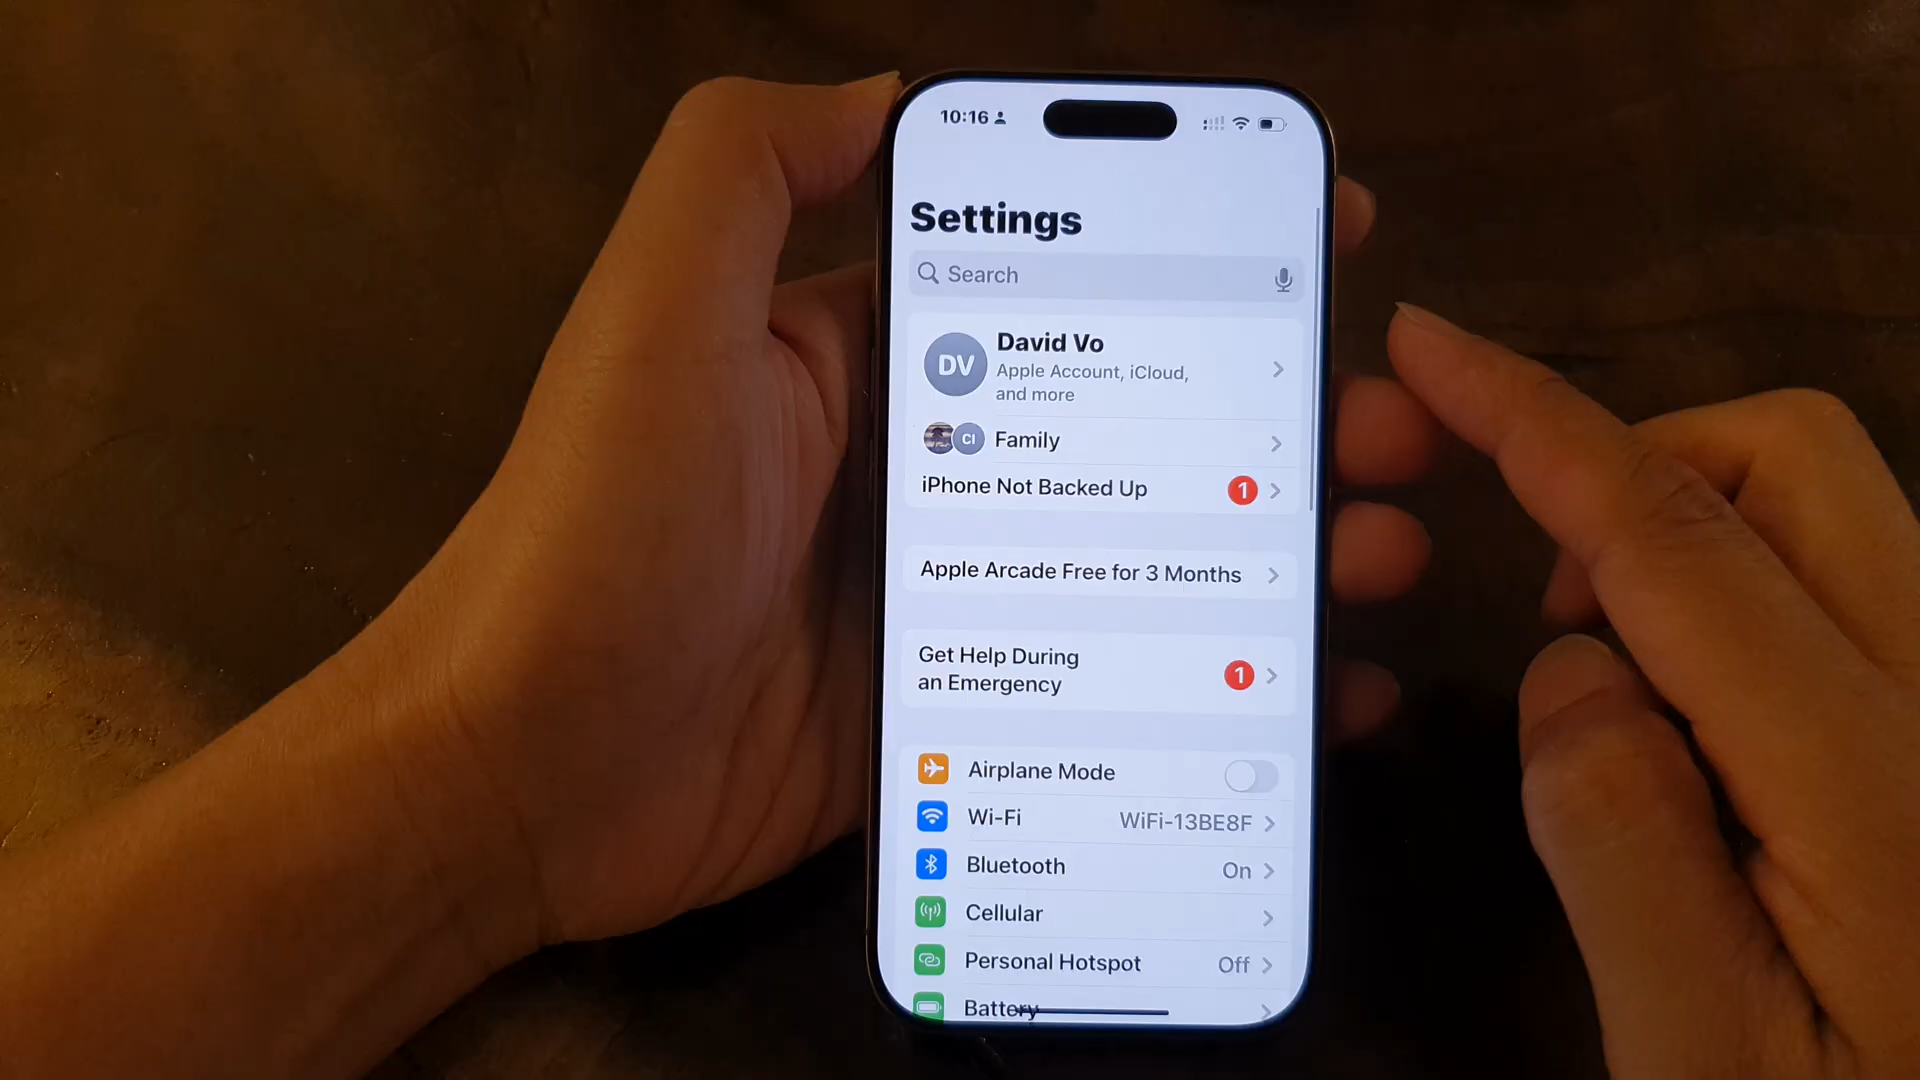 10:16
Settings
Search
DV
David Vo
Apple Account, iCloud,
and more
CI
Family
iPhone Not Backed Up
1
Apple Arcade Free for 3 Months
Get Help During
an Emergency
1
Airplane Mode
Wi-Fi
WiFi-13BE8F
Bluetooth
On
Cellular
Personal Hotspot
Off
Battery